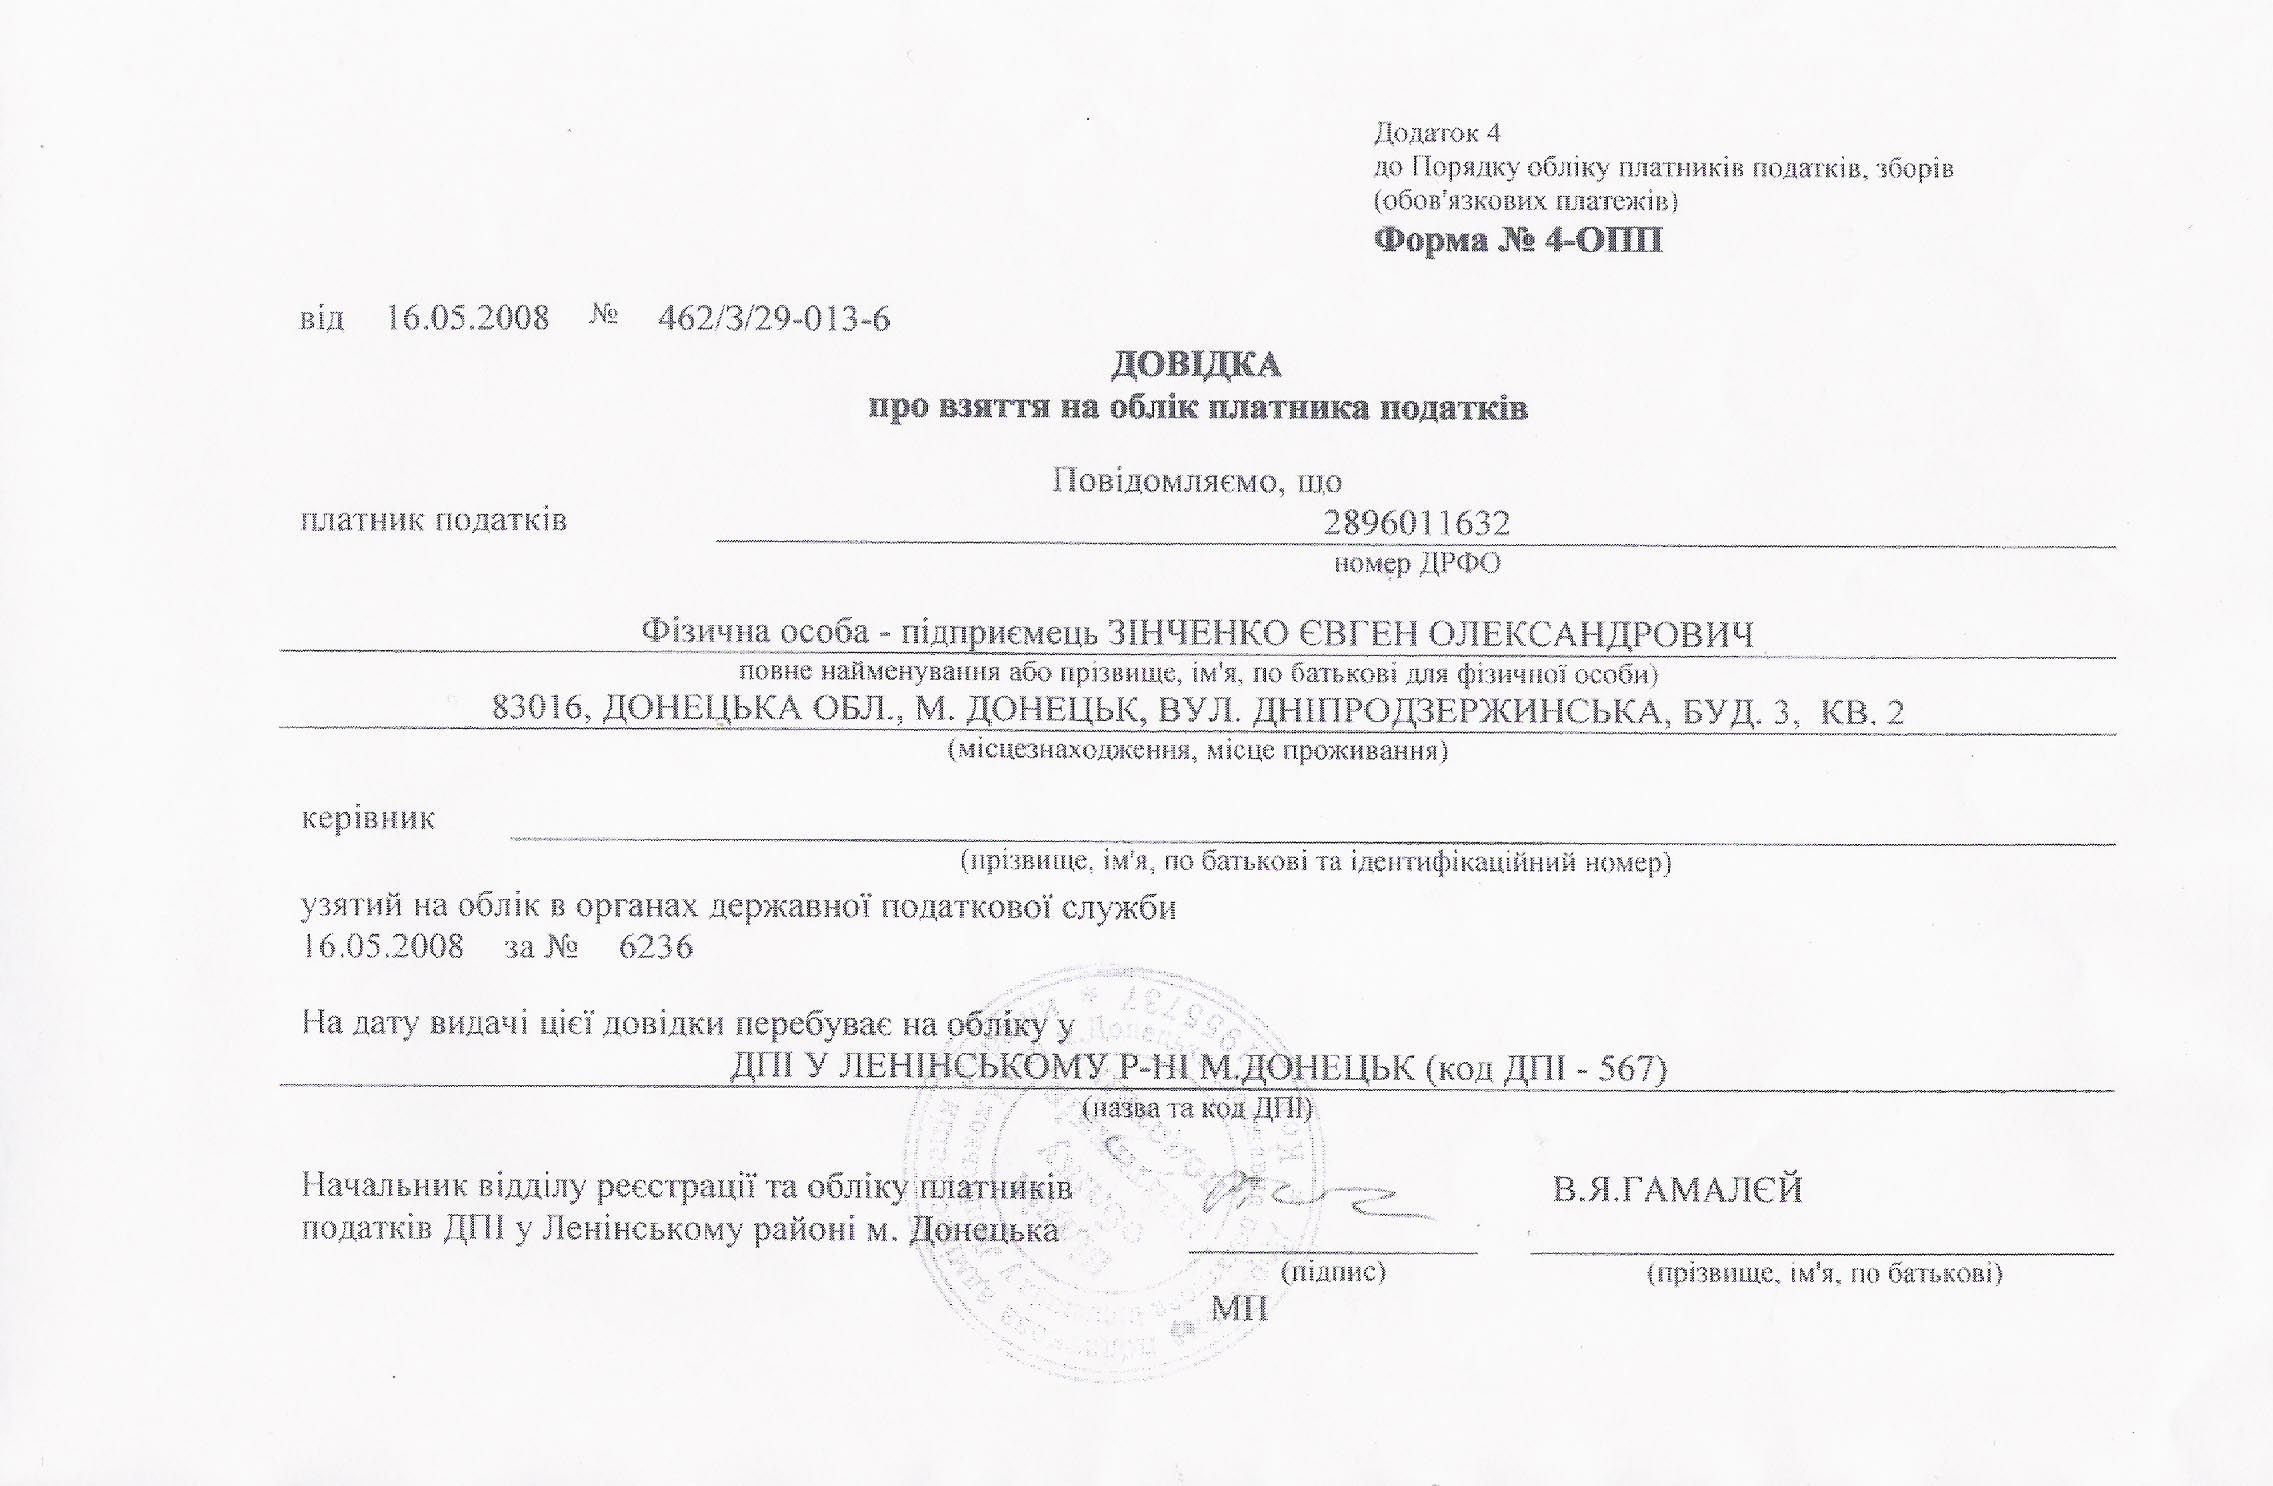 Додаток 4
до Порядку обліку платників податків, зборів
(обов'язкових платежів)
Форма № 4-ОПП
від 16.05.2008 № 462/3/29-013-6
ДОВІДКА
про взяття на облік платника податків
Повідомляємо, що
платник податків 2896011632
номер ДРФО
Фізична особа - підприємець ЗІНЧЕНКО ЄВГЕН ОЛЕКСАНДРОВИЧ
повне найменування або прізвище, ім'я, по батькові для фізичної особи)
83016, ДОНЕЦЬКА ОБЛ., М. ДОНЕЦЬК, ВУЛ. ДНІПРОДЗЕРЖИНСЬКА, БУД. 3, КВ. 2
(місцезнаходження, місце проживання)
керівник
(прізвище, ім'я, по батькові та ідентифікаційний номер)
узятий на облік в органах державної податкової служби
16.05.2008 за № 6236
На дату видачі цієї довідки перебуває на обліку у
ДПІ У ЛЕНІНСЬКОМУ Р-НІ М.ДОНЕЦЬК (код ДПІ - 567)
(назва та код ДПІ)
Начальник відділу реєстрації та обліку платників
податків ДПІ у Ленінському районі м. Донецька
В.Я.ГАМАЛЄЙ
(підпис) (прізвище, ім'я, по батькові)
МП